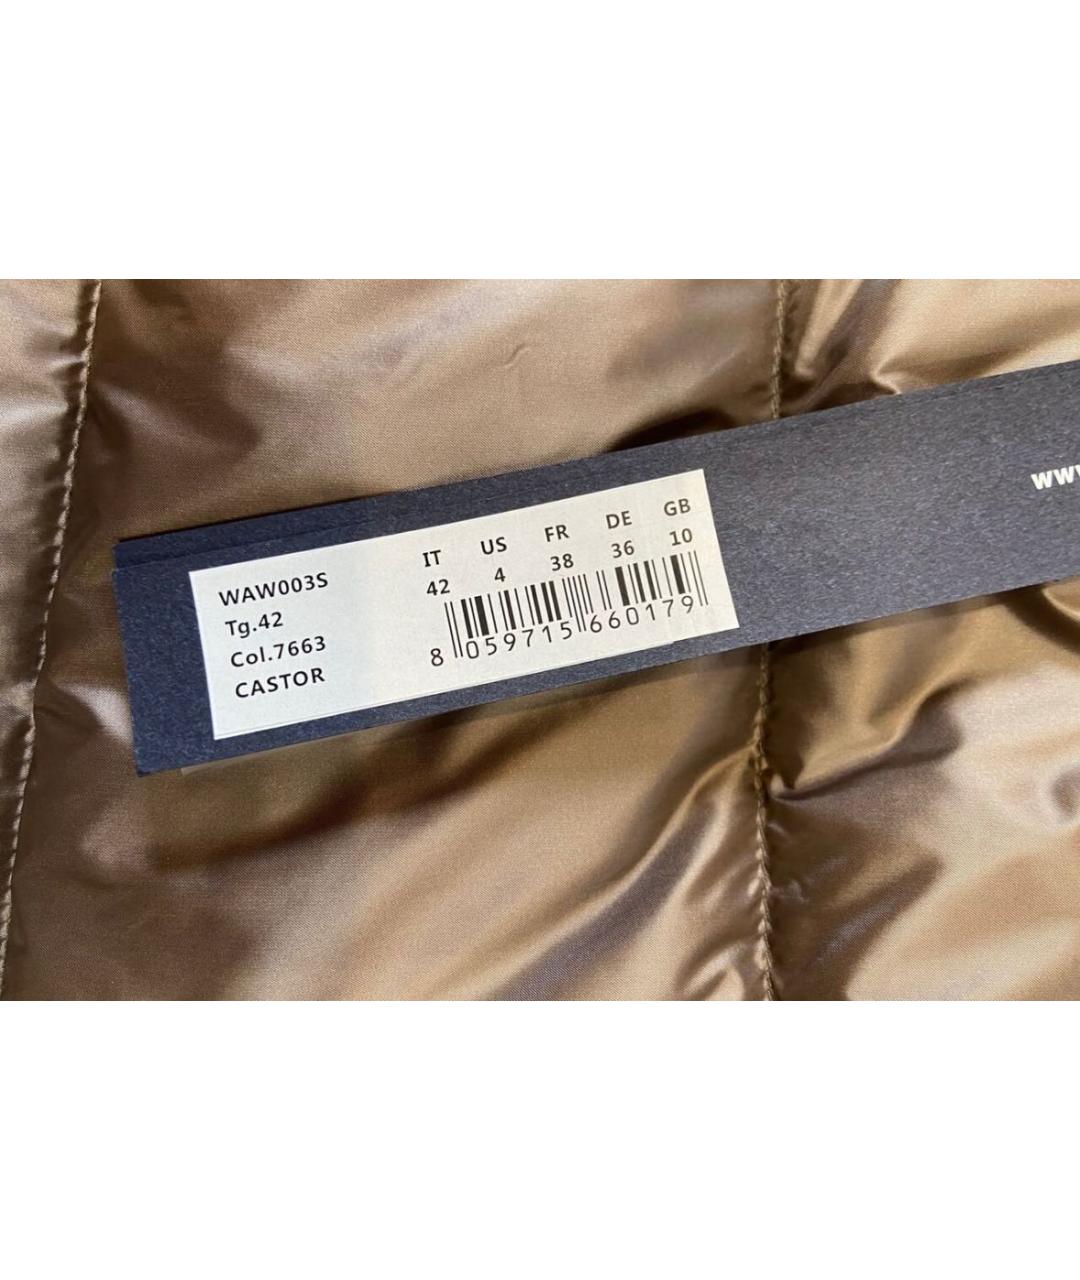 WAW003S
Tg.42
Col.7663
CASTOR
IT US FR DE GB
42 4 38 36 10
8 059715 660179
www